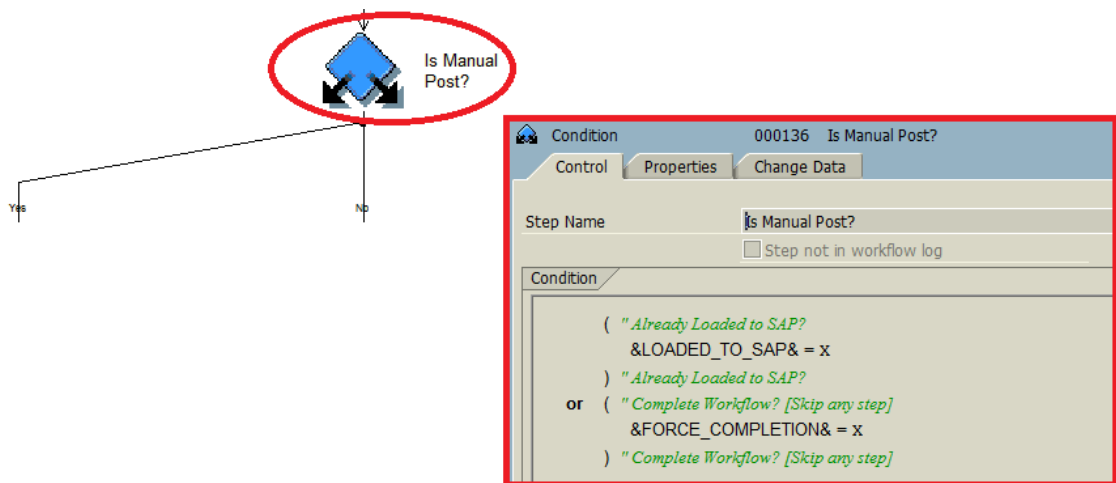 Is Manual
Post?
Yes
No
Condition 000136 Is Manual Post?
Control Properties Change Data
Step Name Is Manual Post?
Step not in workflow log
Condition
( "Already Loaded to SAP?
&LOADED_TO_SAP& = X
) "Already Loaded to SAP?
or ( "Complete Workflow? [Skip any step]
&FORCE_COMPLETION& = X
) "Complete Workflow? [Skip any step]